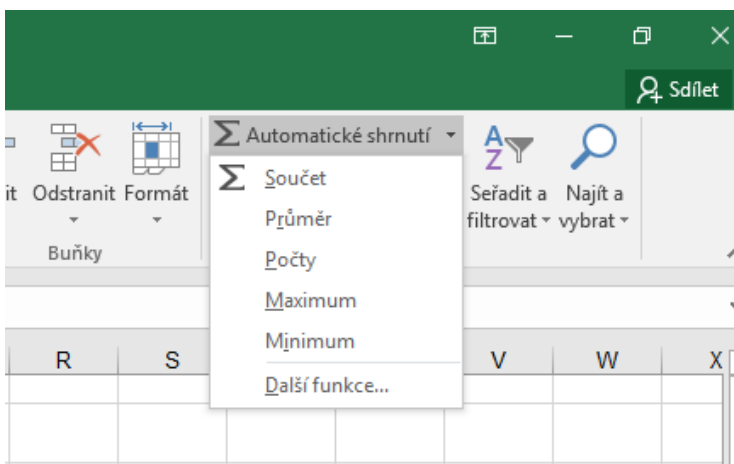 Sdílet
Automatické shrnutí
it Odstranit Formát
Seřadit a
filtrovat
Najít a
vybrat
Buňky
Součet
Průměr
Počty
Maximum
Minimum
Další funkce...
R S V W X